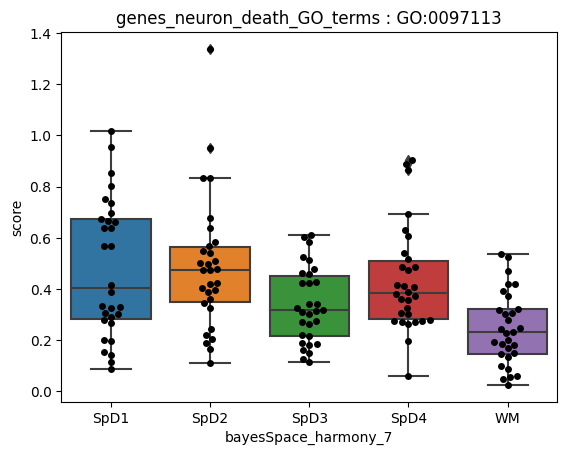 genes_neuron_death_GO_terms : GO:0097113
score
1.4
1.2
1.0
0.8
0.6
0.4
0.2
0.0
SpD1 SpD2 SpD3 SpD4 WM
bayesSpace_harmony_7